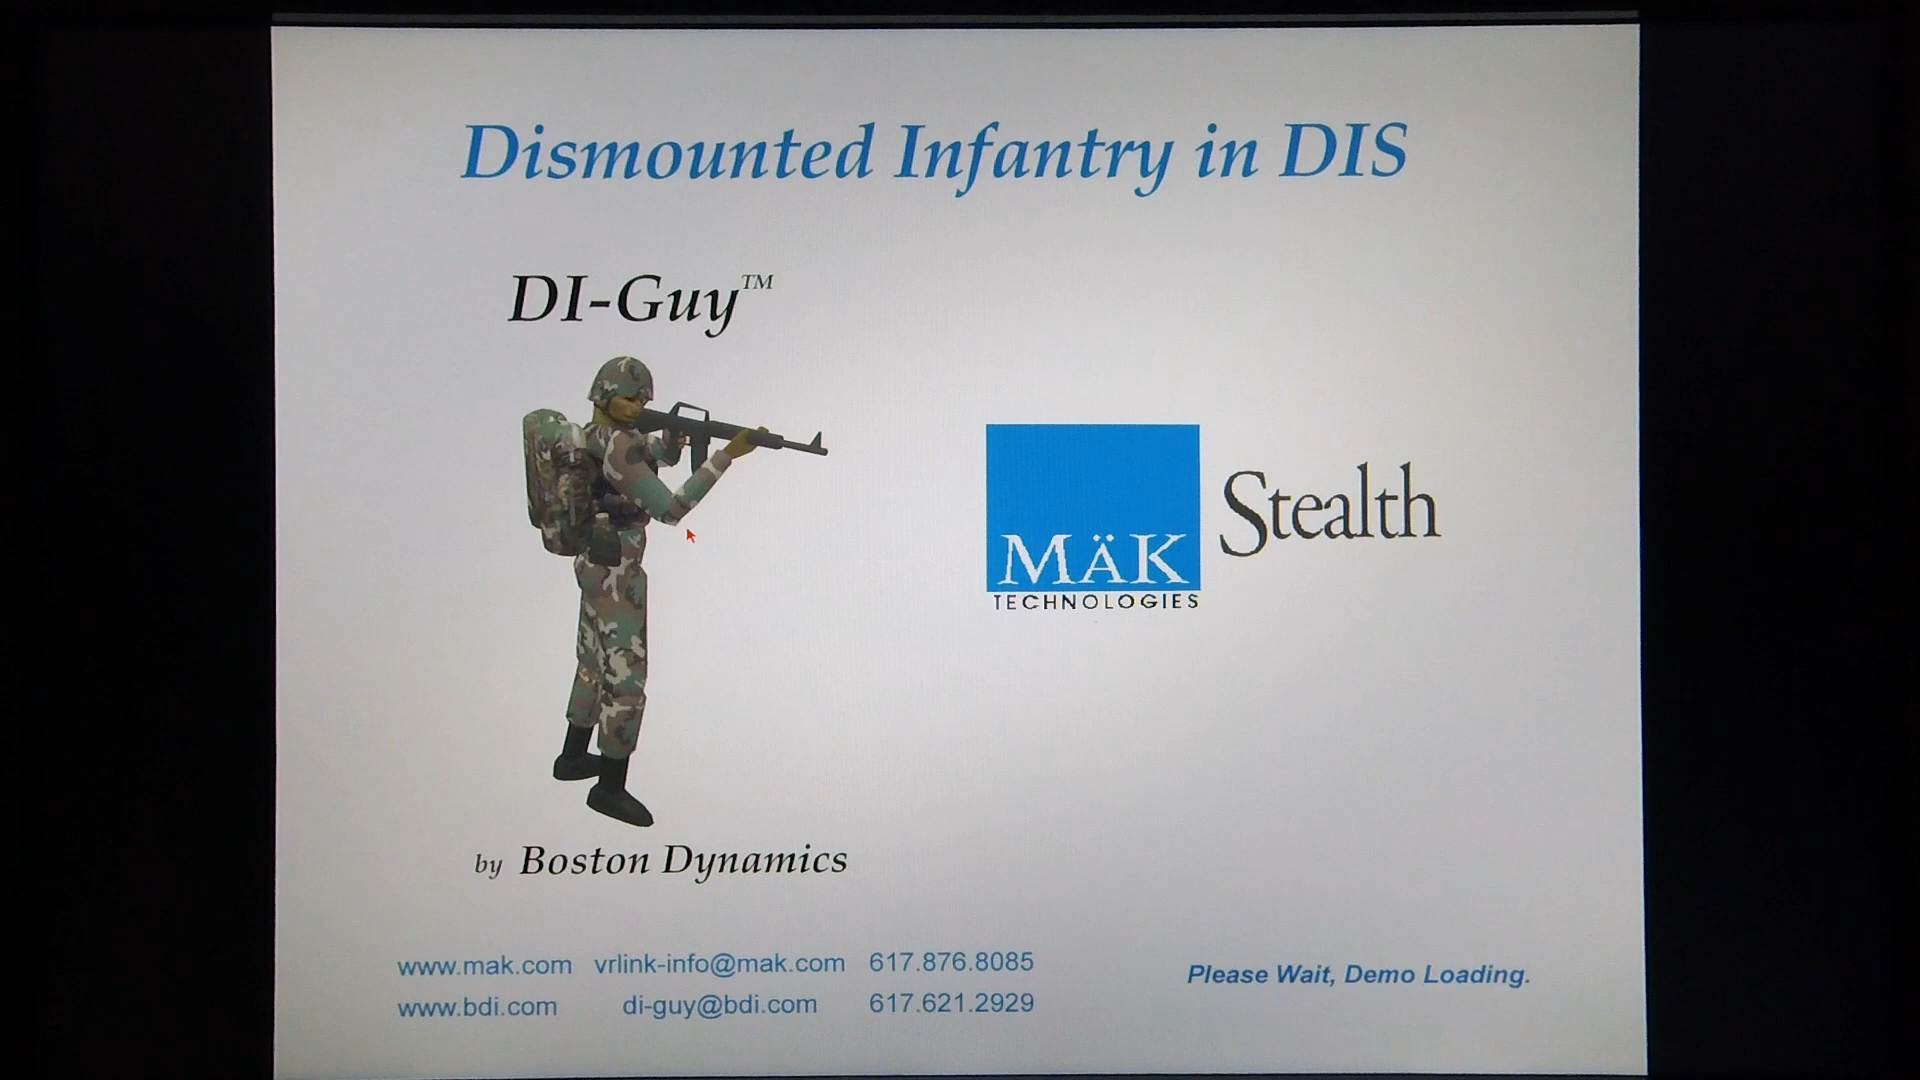 Dismounted Infantry in DIS
DI-Guy™
MÄK
TECHNOLOGIES
Stealth
by Boston Dynamics
www.mak.com vrlink-info@mak.com 617.876.8085
www.bdi.com di-guy@bdi.com 617.621.2929
Please Wait, Demo Loading.